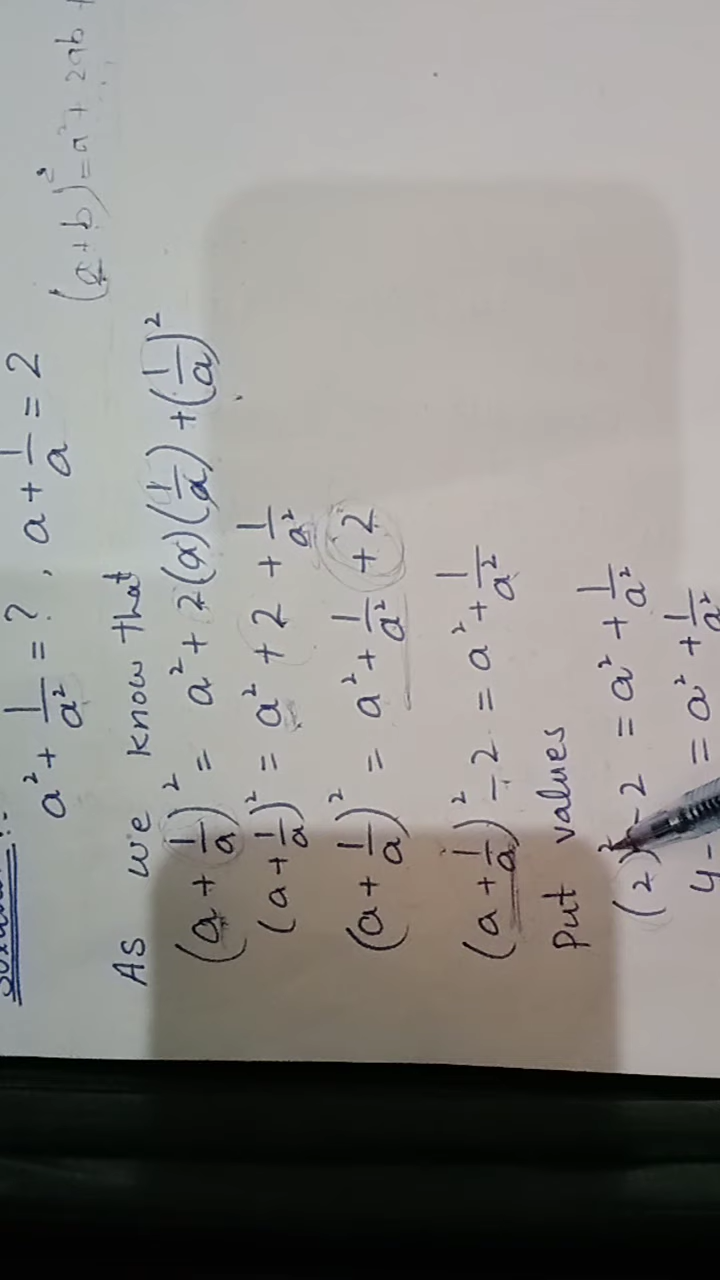 Solution:-
a² + 1/a² = ? , a + 1/a = 2
(a + b)² = a² + 2ab +
As we know that
(a + 1/a)² = a² + 2(a)(1/a) + (1/a)²
(a + 1/a)² = a² + 2 + 1/a²
(a + 1/a)² = a² + 1/a² + 2
(a + 1/a)² - 2 = a² + 1/a²
Put values
(2)² - 2 = a² + 1/a²
4 - = a² + 1/a²